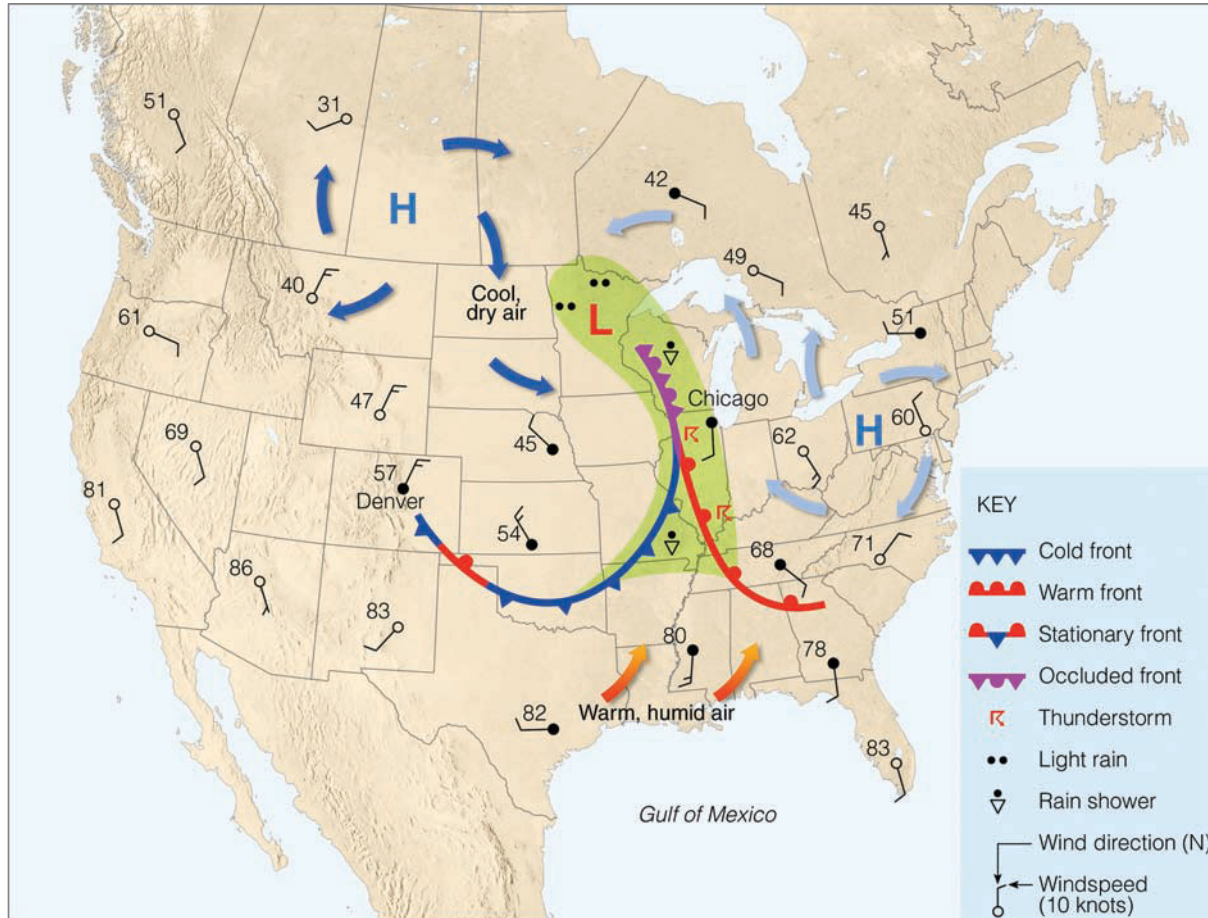 51
31
42
45
H
49
40
Cool,
dry air
61
L
51
47
Chicago
60
H
69
45
62
57
Denver
81
54
68
71
86
83
80
78
Warm, humid air
82
83
Gulf of Mexico
KEY
Cold front
Warm front
Stationary front
Occluded front
Thunderstorm
Light rain
Rain shower
Wind direction (N)
Windspeed
(10 knots)